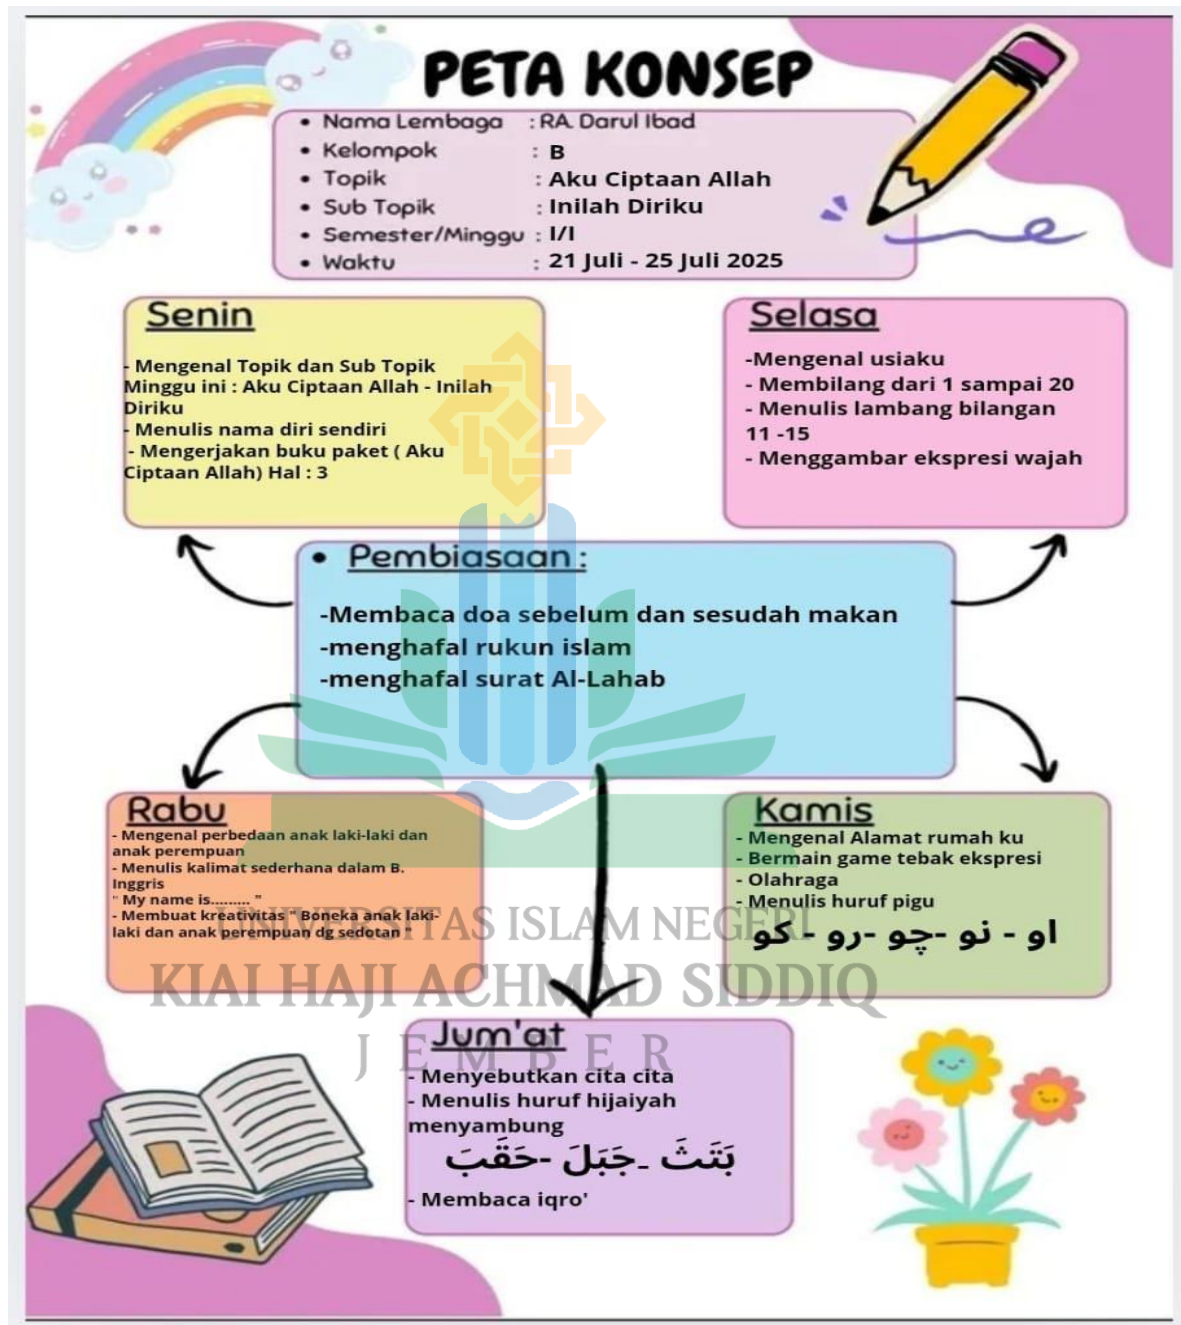 PETA KONSEP
• Nama Lembaga : RA. Darul Ibad
• Kelompok : B
• Topik : Aku Ciptaan Allah
• Sub Topik : Inilah Diriku
• Semester/Minggu : I/I
• Waktu : 21 Juli - 25 Juli 2025
Senin
- Mengenal Topik dan Sub Topik
Minggu ini : Aku Ciptaan Allah - Inilah
Diriku
- Menulis nama diri sendiri
- Mengerjakan buku paket ( Aku
Ciptaan Allah) Hal : 3
Selasa
-Mengenal usiaku
- Membilang dari 1 sampai 20
- Menulis lambang bilangan
11 -15
- Menggambar ekspresi wajah
• Pembiasaan :
-Membaca doa sebelum dan sesudah makan
-menghafal rukun islam
-menghafal surat Al-Lahab
Rabu
- Mengenal perbedaan anak laki-laki dan
anak perempuan
- Menulis kalimat sederhana dalam B.
Inggris
" My name is......... "
- Membuat kreativitas " Boneka anak laki-
laki dan anak perempuan dg sedotan "
Kamis
- Mengenal Alamat rumah ku
- Bermain game tebak ekspresi
- Olahraga
- Menulis huruf pigu
او - نو -چو -رو - كو
UNIVERSITAS ISLAM NEGERI
KIAI HAJI ACHMAD SIDDIQ
JEMBER
Jum'at
- Menyebutkan cita cita
- Menulis huruf hijaiyah
menyambung
بَتَثَ -جَبَلَ -حَقَبَ
- Membaca iqro'